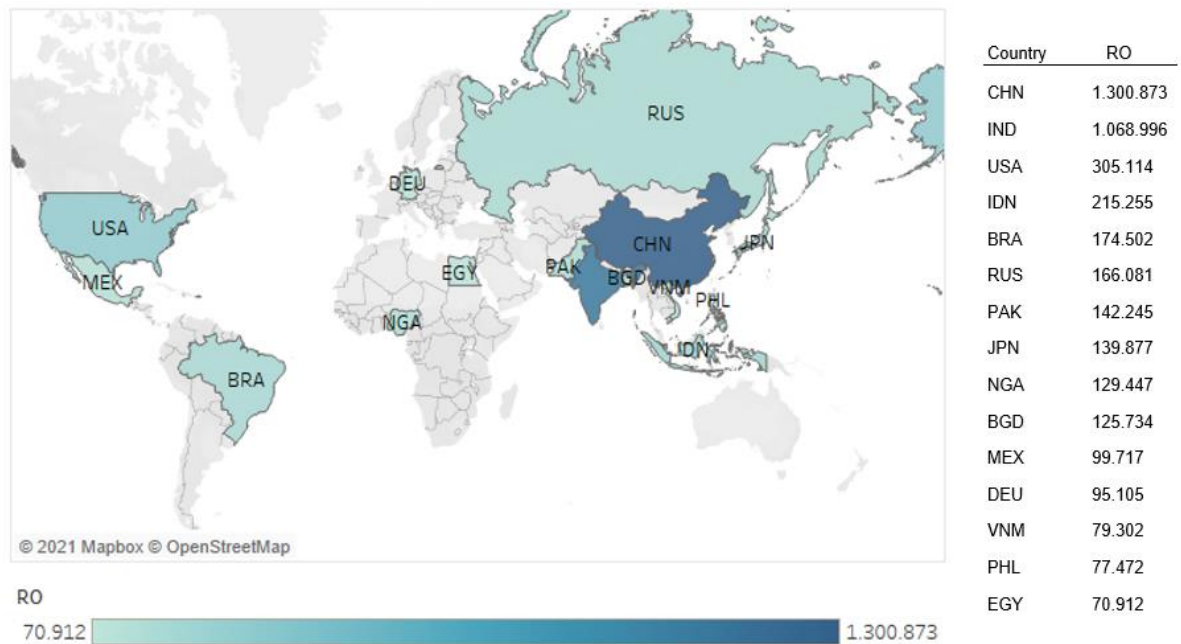 RUS
DEU
USA
CHN
JPN
MEX
EGY
PAK
BGD
VNM
PHL
NGA
IDN
BRA
© 2021 Mapbox © OpenStreetMap
RO
70.912 1.300.873
Country RO
CHN 1.300.873
IND 1.068.996
USA 305.114
IDN 215.255
BRA 174.502
RUS 166.081
PAK 142.245
JPN 139.877
NGA 129.447
BGD 125.734
MEX 99.717
DEU 95.105
VNM 79.302
PHL 77.472
EGY 70.912